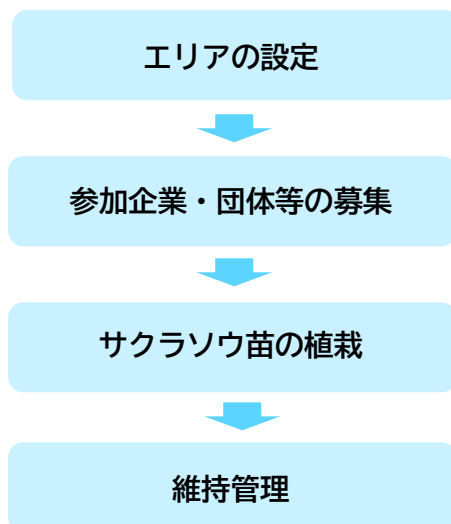 エリアの設定
参加企業・団体等の募集
サクラソウ苗の植栽
維持管理